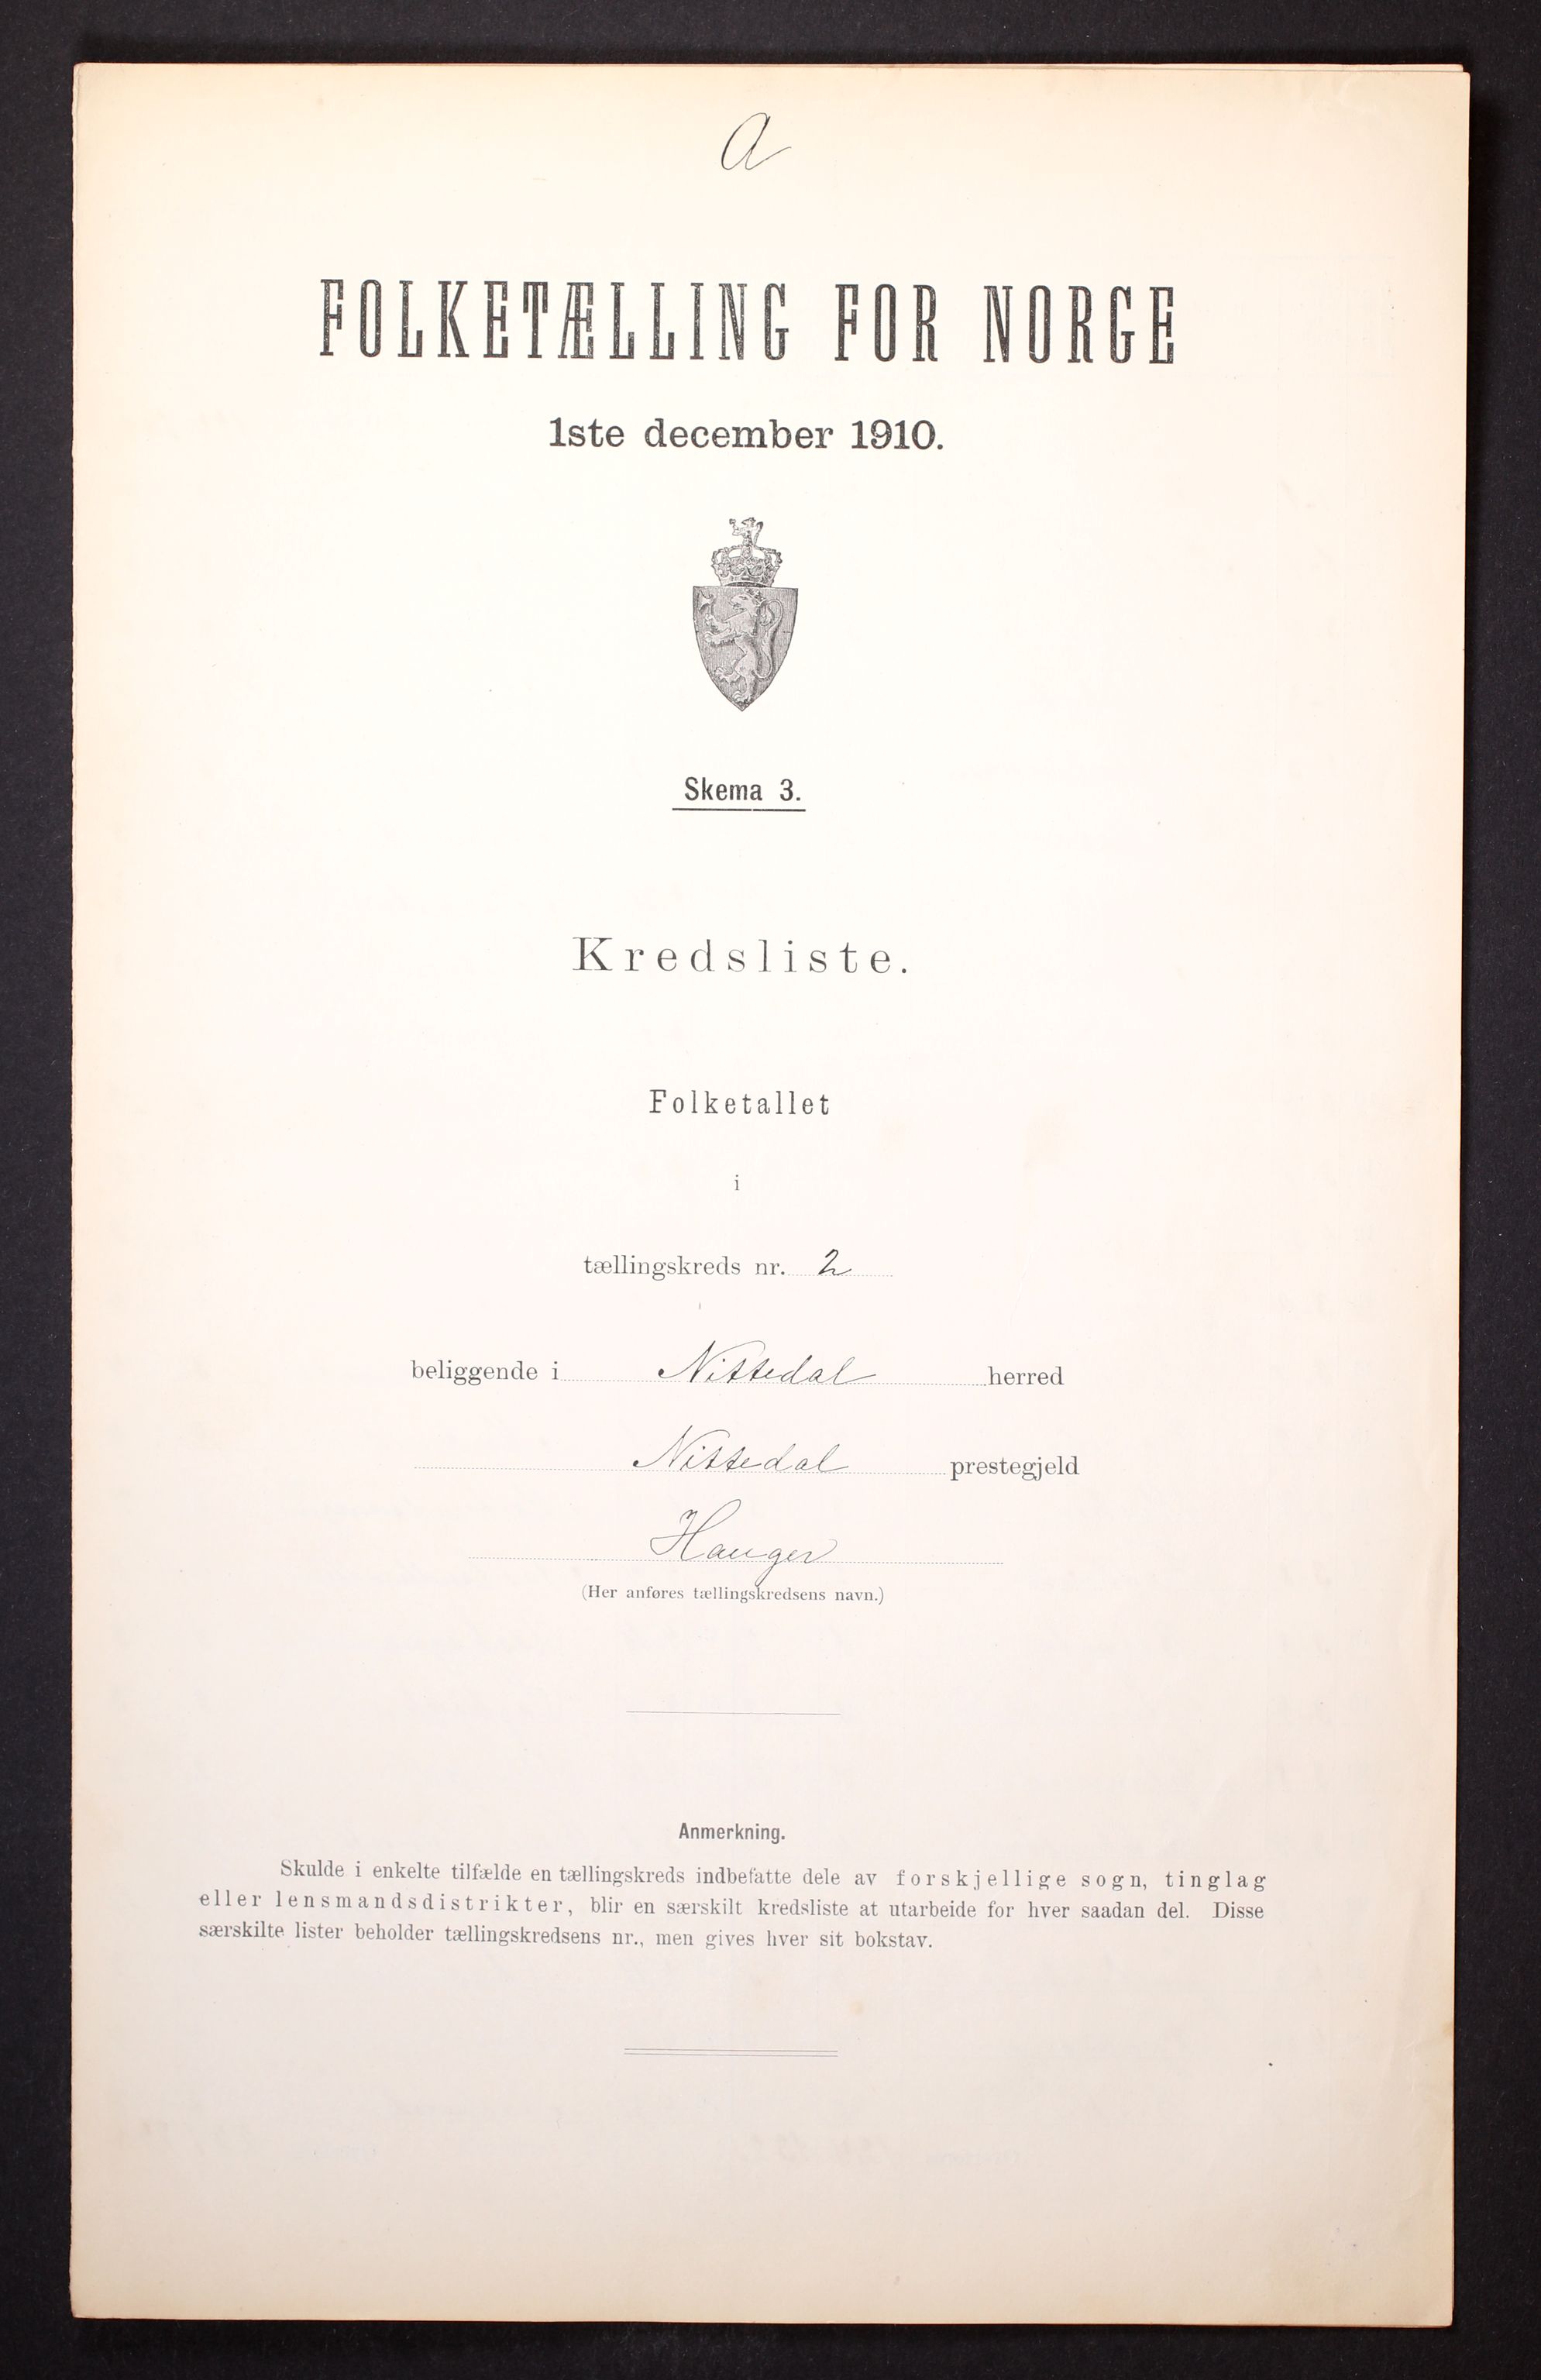 a
FOLKETÆLLING FOR NORGE
1ste december 1910.
Skema 3.
Kredsliste.
Folketallet
i
tællingskreds nr. 2
beliggende i Nittedal herred
Nittedal prestegjeld
Hauger
(Her anføres tællingskredsens navn.)
Anmerkning.
Skulde i enkelte tilfælde en tællingskreds indbefatte dele av forskjellige sogn, tinglag
eller lensmandsdistrikter, blir en særskilt kredsliste at utarbeide for hver saadan del. Disse
særskilte lister beholder tællingskredsens nr., men gives hver sit bokstav.